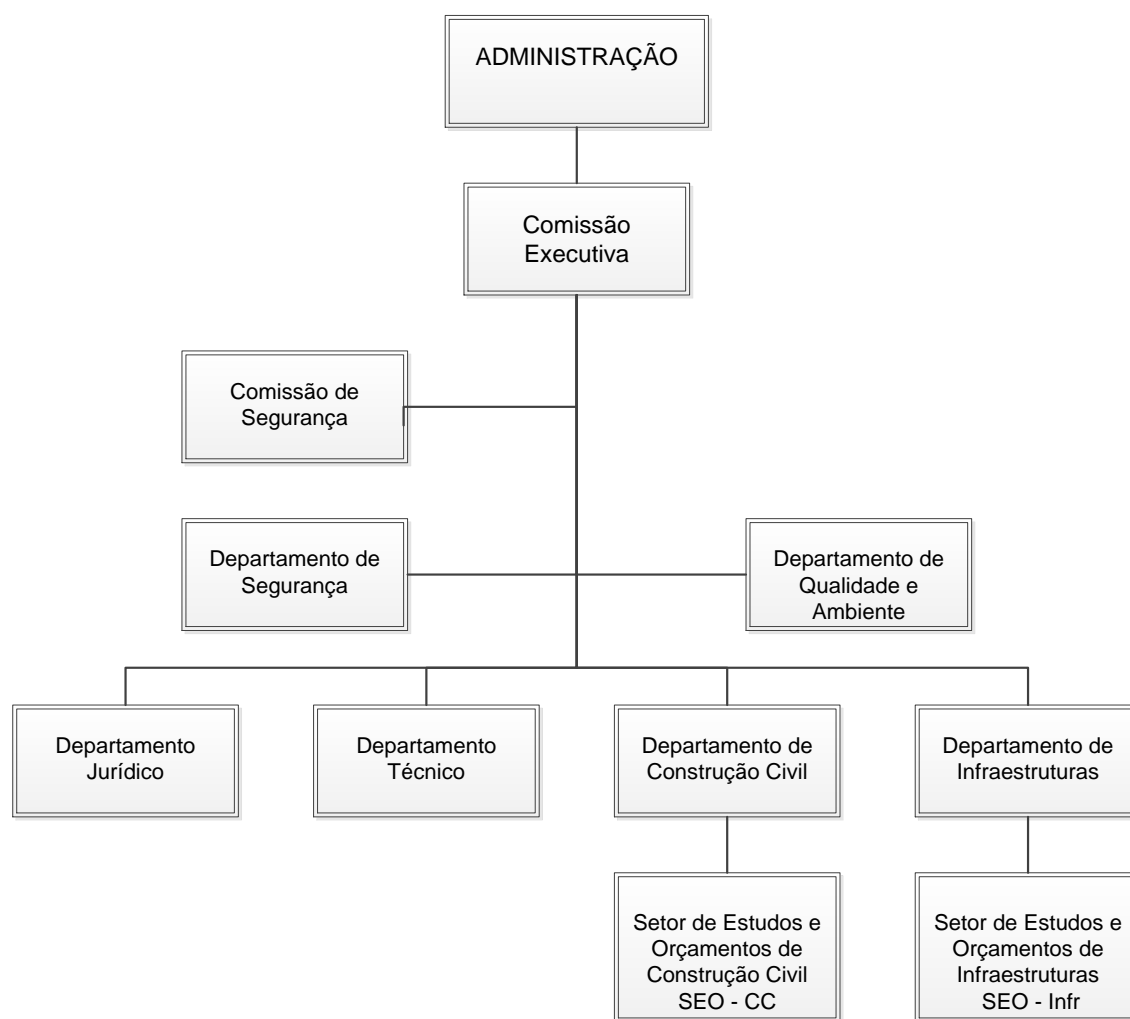 ADMINISTRAÇÃO
Comissão
Executiva
Comissão de
Segurança
Departamento de
Segurança
Departamento de
Qualidade e
Ambiente
Departamento
Jurídico
Departamento
Técnico
Departamento de
Construção Civil
Departamento de
Infraestruturas
Setor de Estudos e
Orçamentos de
Construção Civil
SEO - CC
Setor de Estudos e
Orçamentos de
Infraestruturas
SEO - Infr